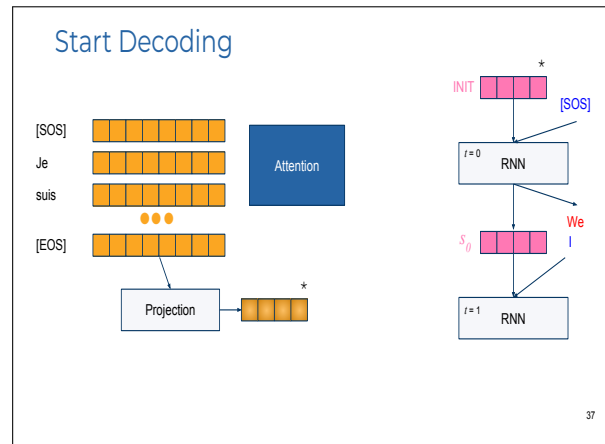 Start Decoding
*
INIT
[SOS]
[SOS]
Je
suis
[EOS]
Attention
t = 0
RNN
We
I
s0
*
Projection
t = 1
RNN
37